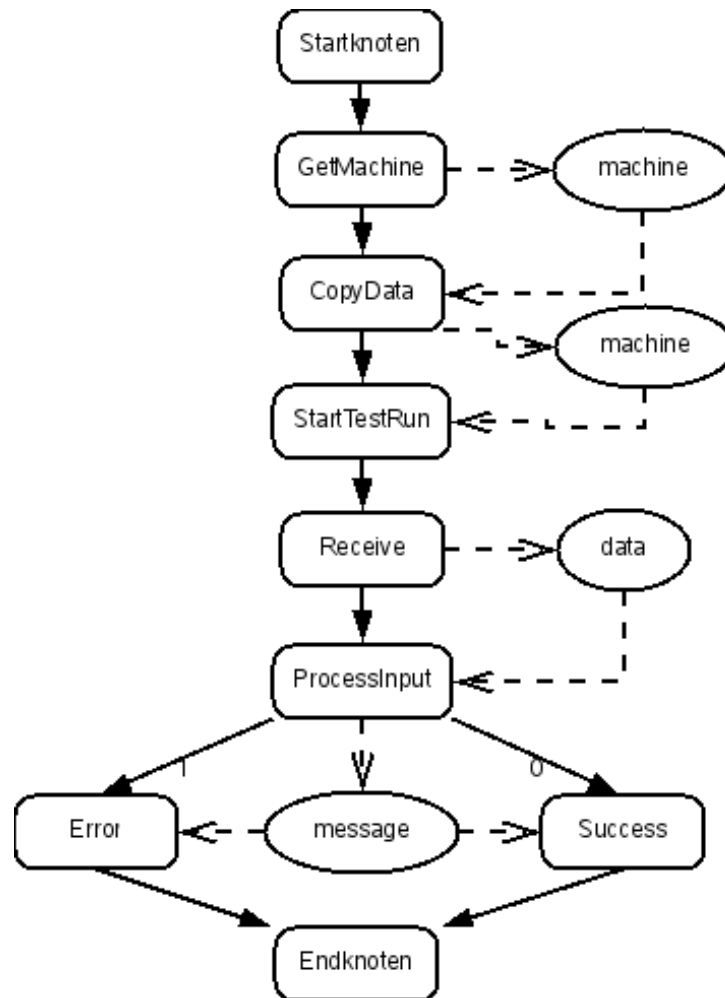 Startknoten
GetMachine
machine
CopyData
machine
StartTestRun
Receive
data
ProcessInput
1
0
Error
message
Success
Endknoten